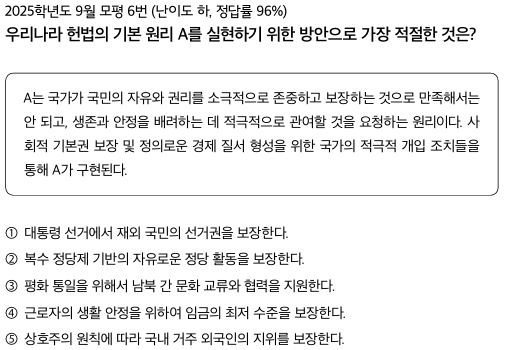 2025학년도 9월 모평 6번 (난이도 하, 정답률 96%)
우리나라 헌법의 기본 원리 A를 실현하기 위한 방안으로 가장 적절한 것은?
A는 국가가 국민의 자유와 권리를 소극적으로 존중하고 보장하는 것으로 만족해서는
안 되고, 생존과 안정을 배려하는 데 적극적으로 관여할 것을 요청하는 원리이다. 사
회적 기본권 보장 및 정의로운 경제 질서 형성을 위한 국가의 적극적 개입 조치들을
통해 A가 구현된다.
① 대통령 선거에서 재외 국민의 선거권을 보장한다.
② 복수 정당제 기반의 자유로운 정당 활동을 보장한다.
③ 평화 통일을 위해서 남북 간 문화 교류와 협력을 지원한다.
④ 근로자의 생활 안정을 위하여 임금의 최저 수준을 보장한다.
⑤ 상호주의 원칙에 따라 국내 거주 외국인의 지위를 보장한다.